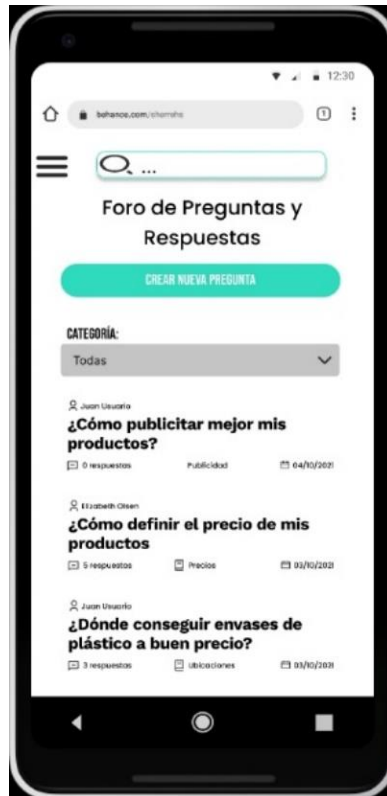 12:30
behance.com/
1
...
Foro de Preguntas y
Respuestas
CREAR NUEVA PREGUNTA
CATEGORÍA:
Todas
Juan Usuario
¿Cómo publicitar mejor mis
productos?
0 respuestas Publicidad 04/10/2021
Elizabeth Olsen
¿Cómo definir el precio de mis
productos
5 respuestas Precios 03/10/2021
Juan Usuario
¿Dónde conseguir envases de
plástico a buen precio?
3 respuestas Ubicaciones 03/10/2021